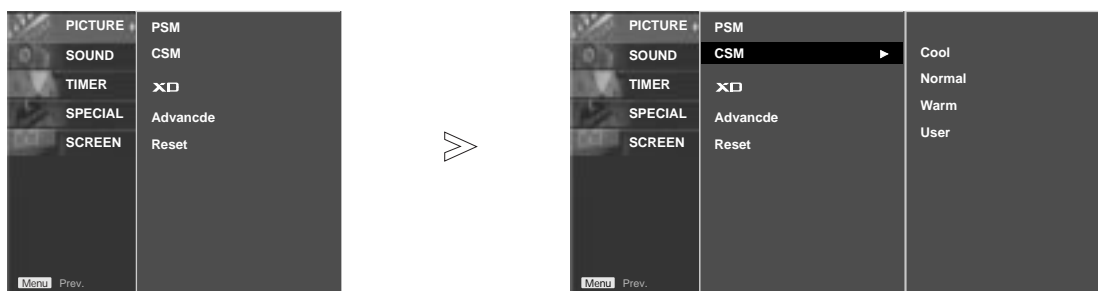 PICTURE
SOUND
TIMER
SPECIAL
SCREEN
Menu Prev.
PSM
CSM
XD
Advancde
Reset
PICTURE
SOUND
TIMER
SPECIAL
SCREEN
Menu Prev.
PSM
CSM
XD
Advancde
Reset
Cool
Normal
Warm
User